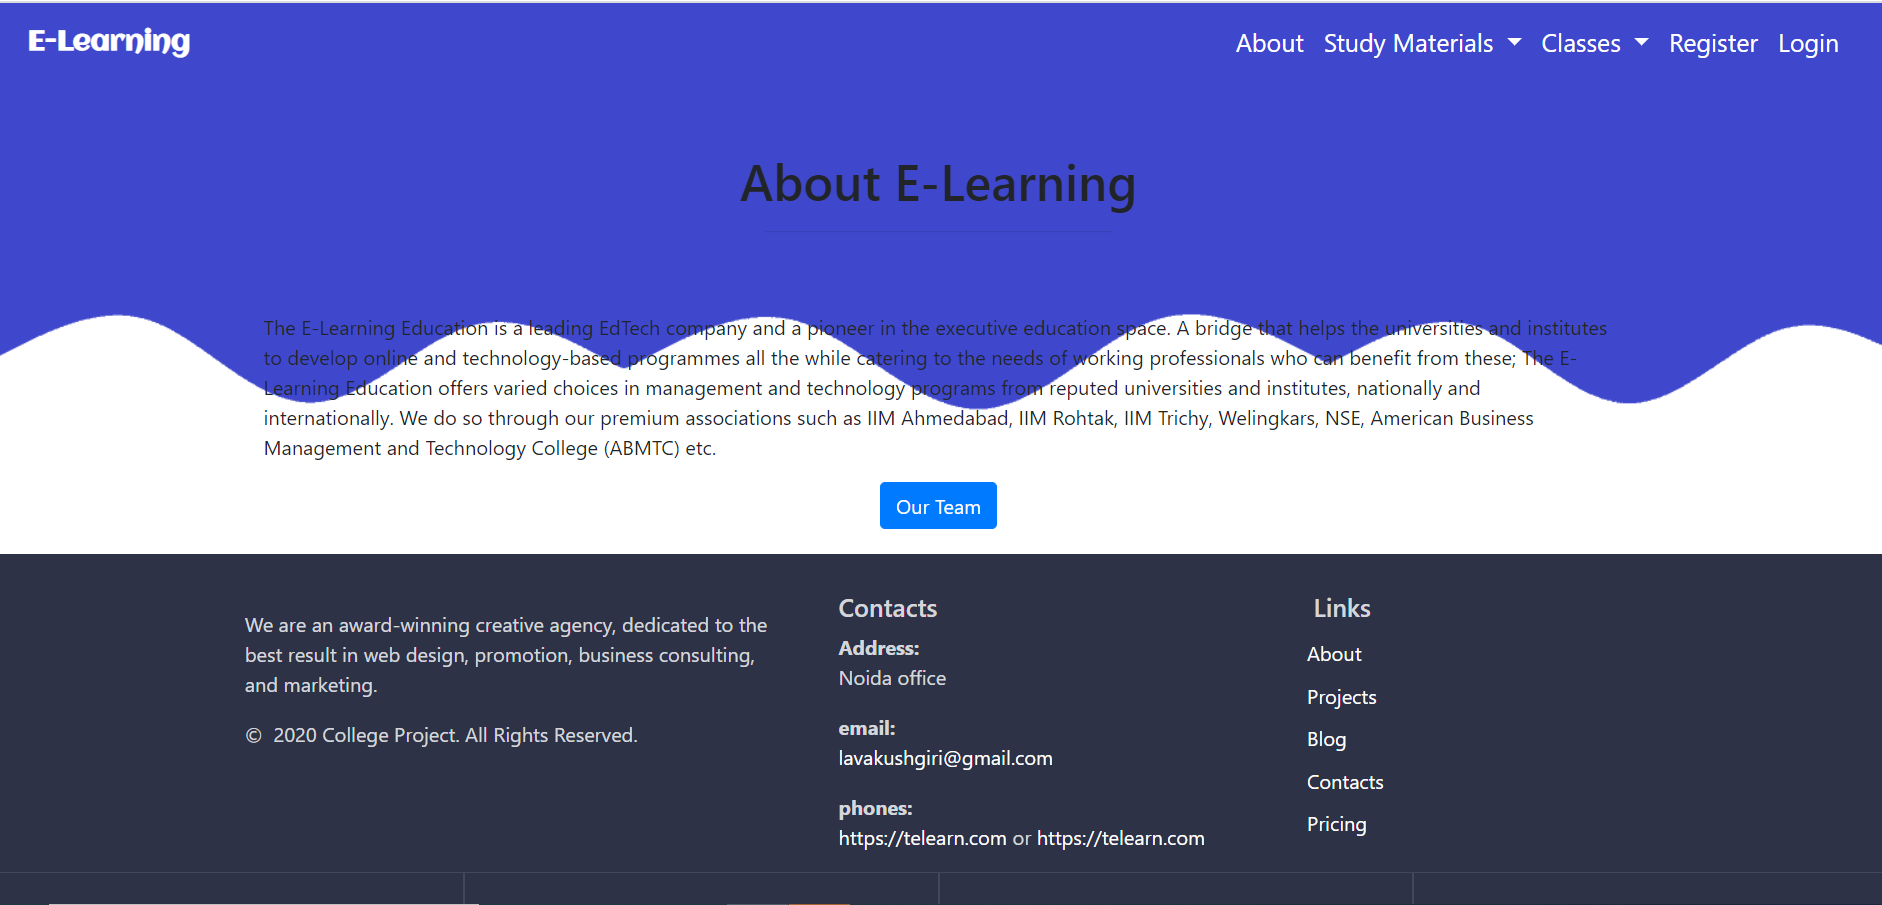 E-Learning
About Study Materials Classes Register Login
About E-Learning
The E-Learning Education is a leading EdTech company and a pioneer in the executive education space. A bridge that helps the universities and institutes
to develop online and technology-based programmes all the while catering to the needs of working professionals who can benefit from these; The E-
Learning Education offers varied choices in management and technology programs from reputed universities and institutes, nationally and
internationally. We do so through our premium associations such as IIM Ahmedabad, IIM Rohtak, IIM Trichy, Welingkars, NSE, American Business
Management and Technology College (ABMTC) etc.
Our Team
We are an award-winning creative agency, dedicated to the
best result in web design, promotion, business consulting,
and marketing.
© 2020 College Project. All Rights Reserved.
Contacts
Address:
Noida office
email:
lavakushgiri@gmail.com
phones:
https://telearn.com or https://telearn.com
Links
About
Projects
Blog
Contacts
Pricing